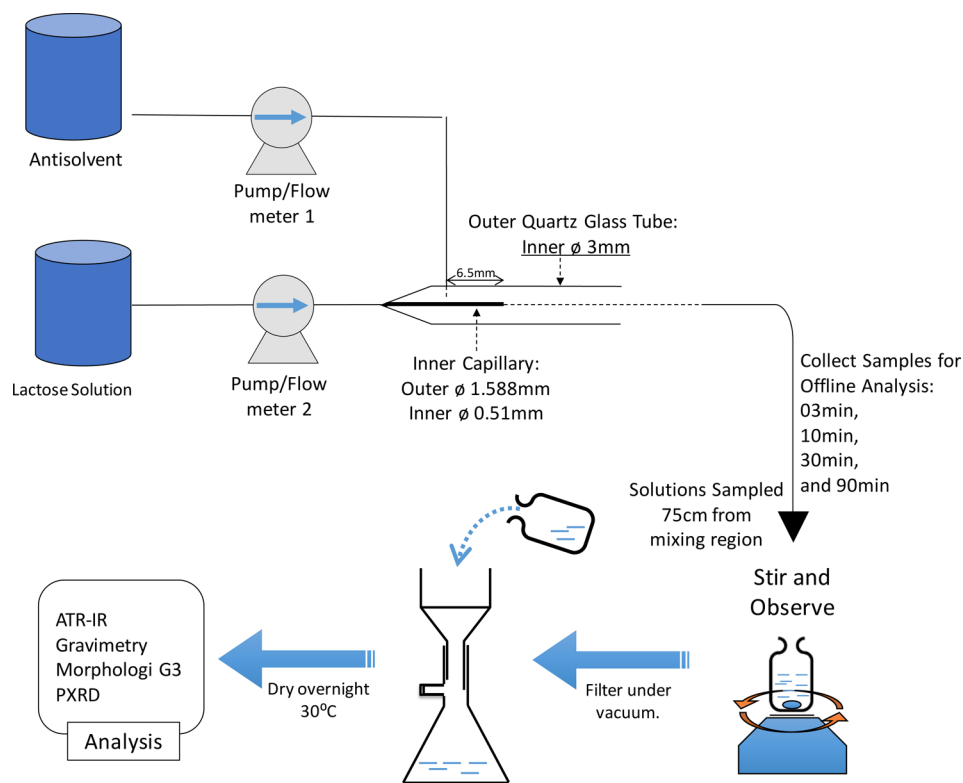 Antisolvent
Pump/Flow
meter 1
Outer Quartz Glass Tube:
Inner ø 3mm
6.5mm
Lactose Solution
Pump/Flow
meter 2
Inner Capillary:
Outer ø 1.588mm
Inner ø 0.51mm
Collect Samples for
Offline Analysis:
03min,
10min,
30min,
and 90min
Solutions Sampled
75cm from
mixing region
Stir and
Observe
Filter under
vacuum.
Dry overnight
30⁰C
ATR-IR
Gravimetry
Morphologi G3
PXRD
Analysis